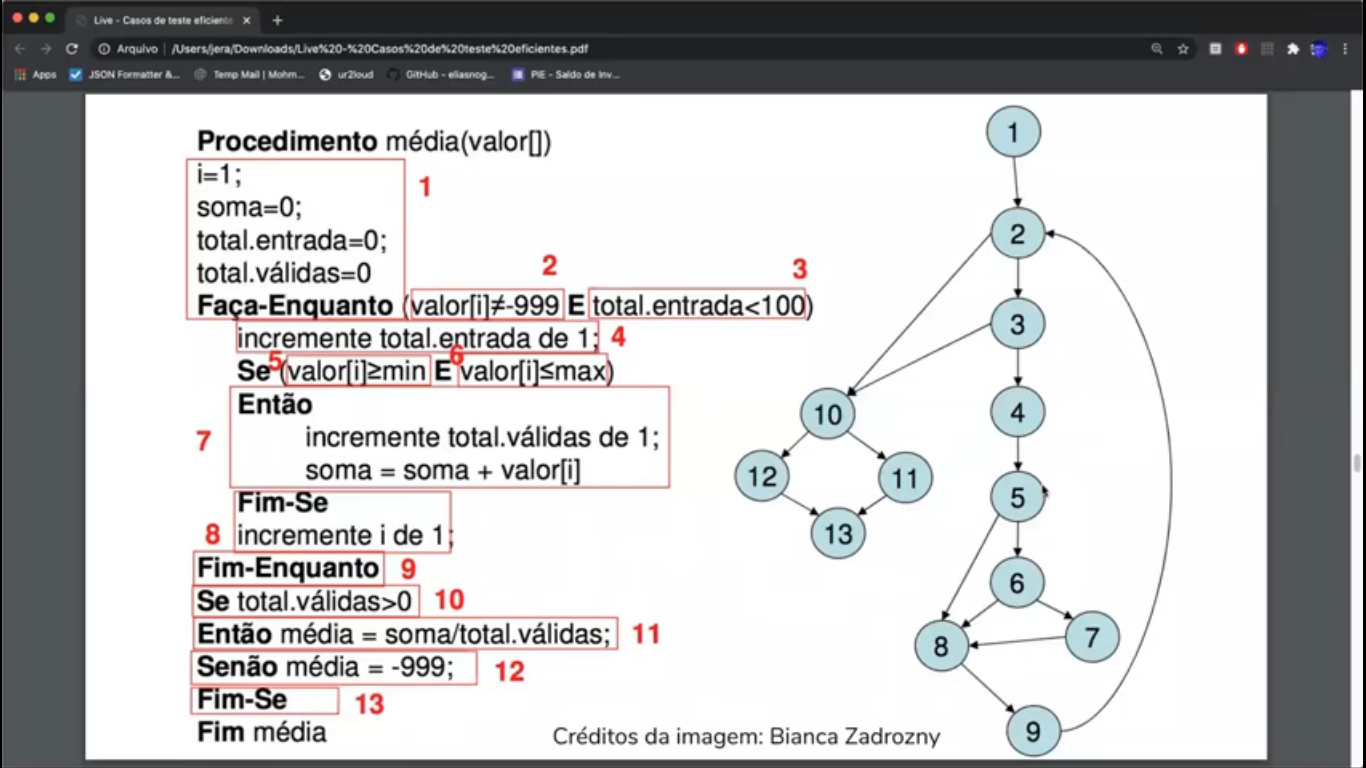 Live - Casos de teste eficiente
Arquivo | /Users/jera/Downloads/Live%20-%20Casos%20de%20teste%20eficientes.pdf
Apps JSON Formatter &... Temp Mail | Mohm... ur2loud GitHub - eliasnog... PIE - Saldo de Inv...
Procedimento média(valor[])
i=1;
1
soma=0;
total.entrada=0;
total.válidas=0
2 3
Faça-Enquanto (valor[i]≠-999 E total.entrada<100)
incremente total.entrada de 1; 4
5 6
Se (valor[i]≥min E valor[i]≤max)
Então
7
incremente total.válidas de 1;
soma = soma + valor[i]
Fim-Se
8 incremente i de 1;
Fim-Enquanto 9
Se total.válidas>0 10
Então média = soma/total.válidas; 11
Senão média = -999; 12
Fim-Se 13
Fim média
1
2
3
10 4
12 11 5
13
6
8 7
9
Créditos da imagem: Bianca Zadrozny